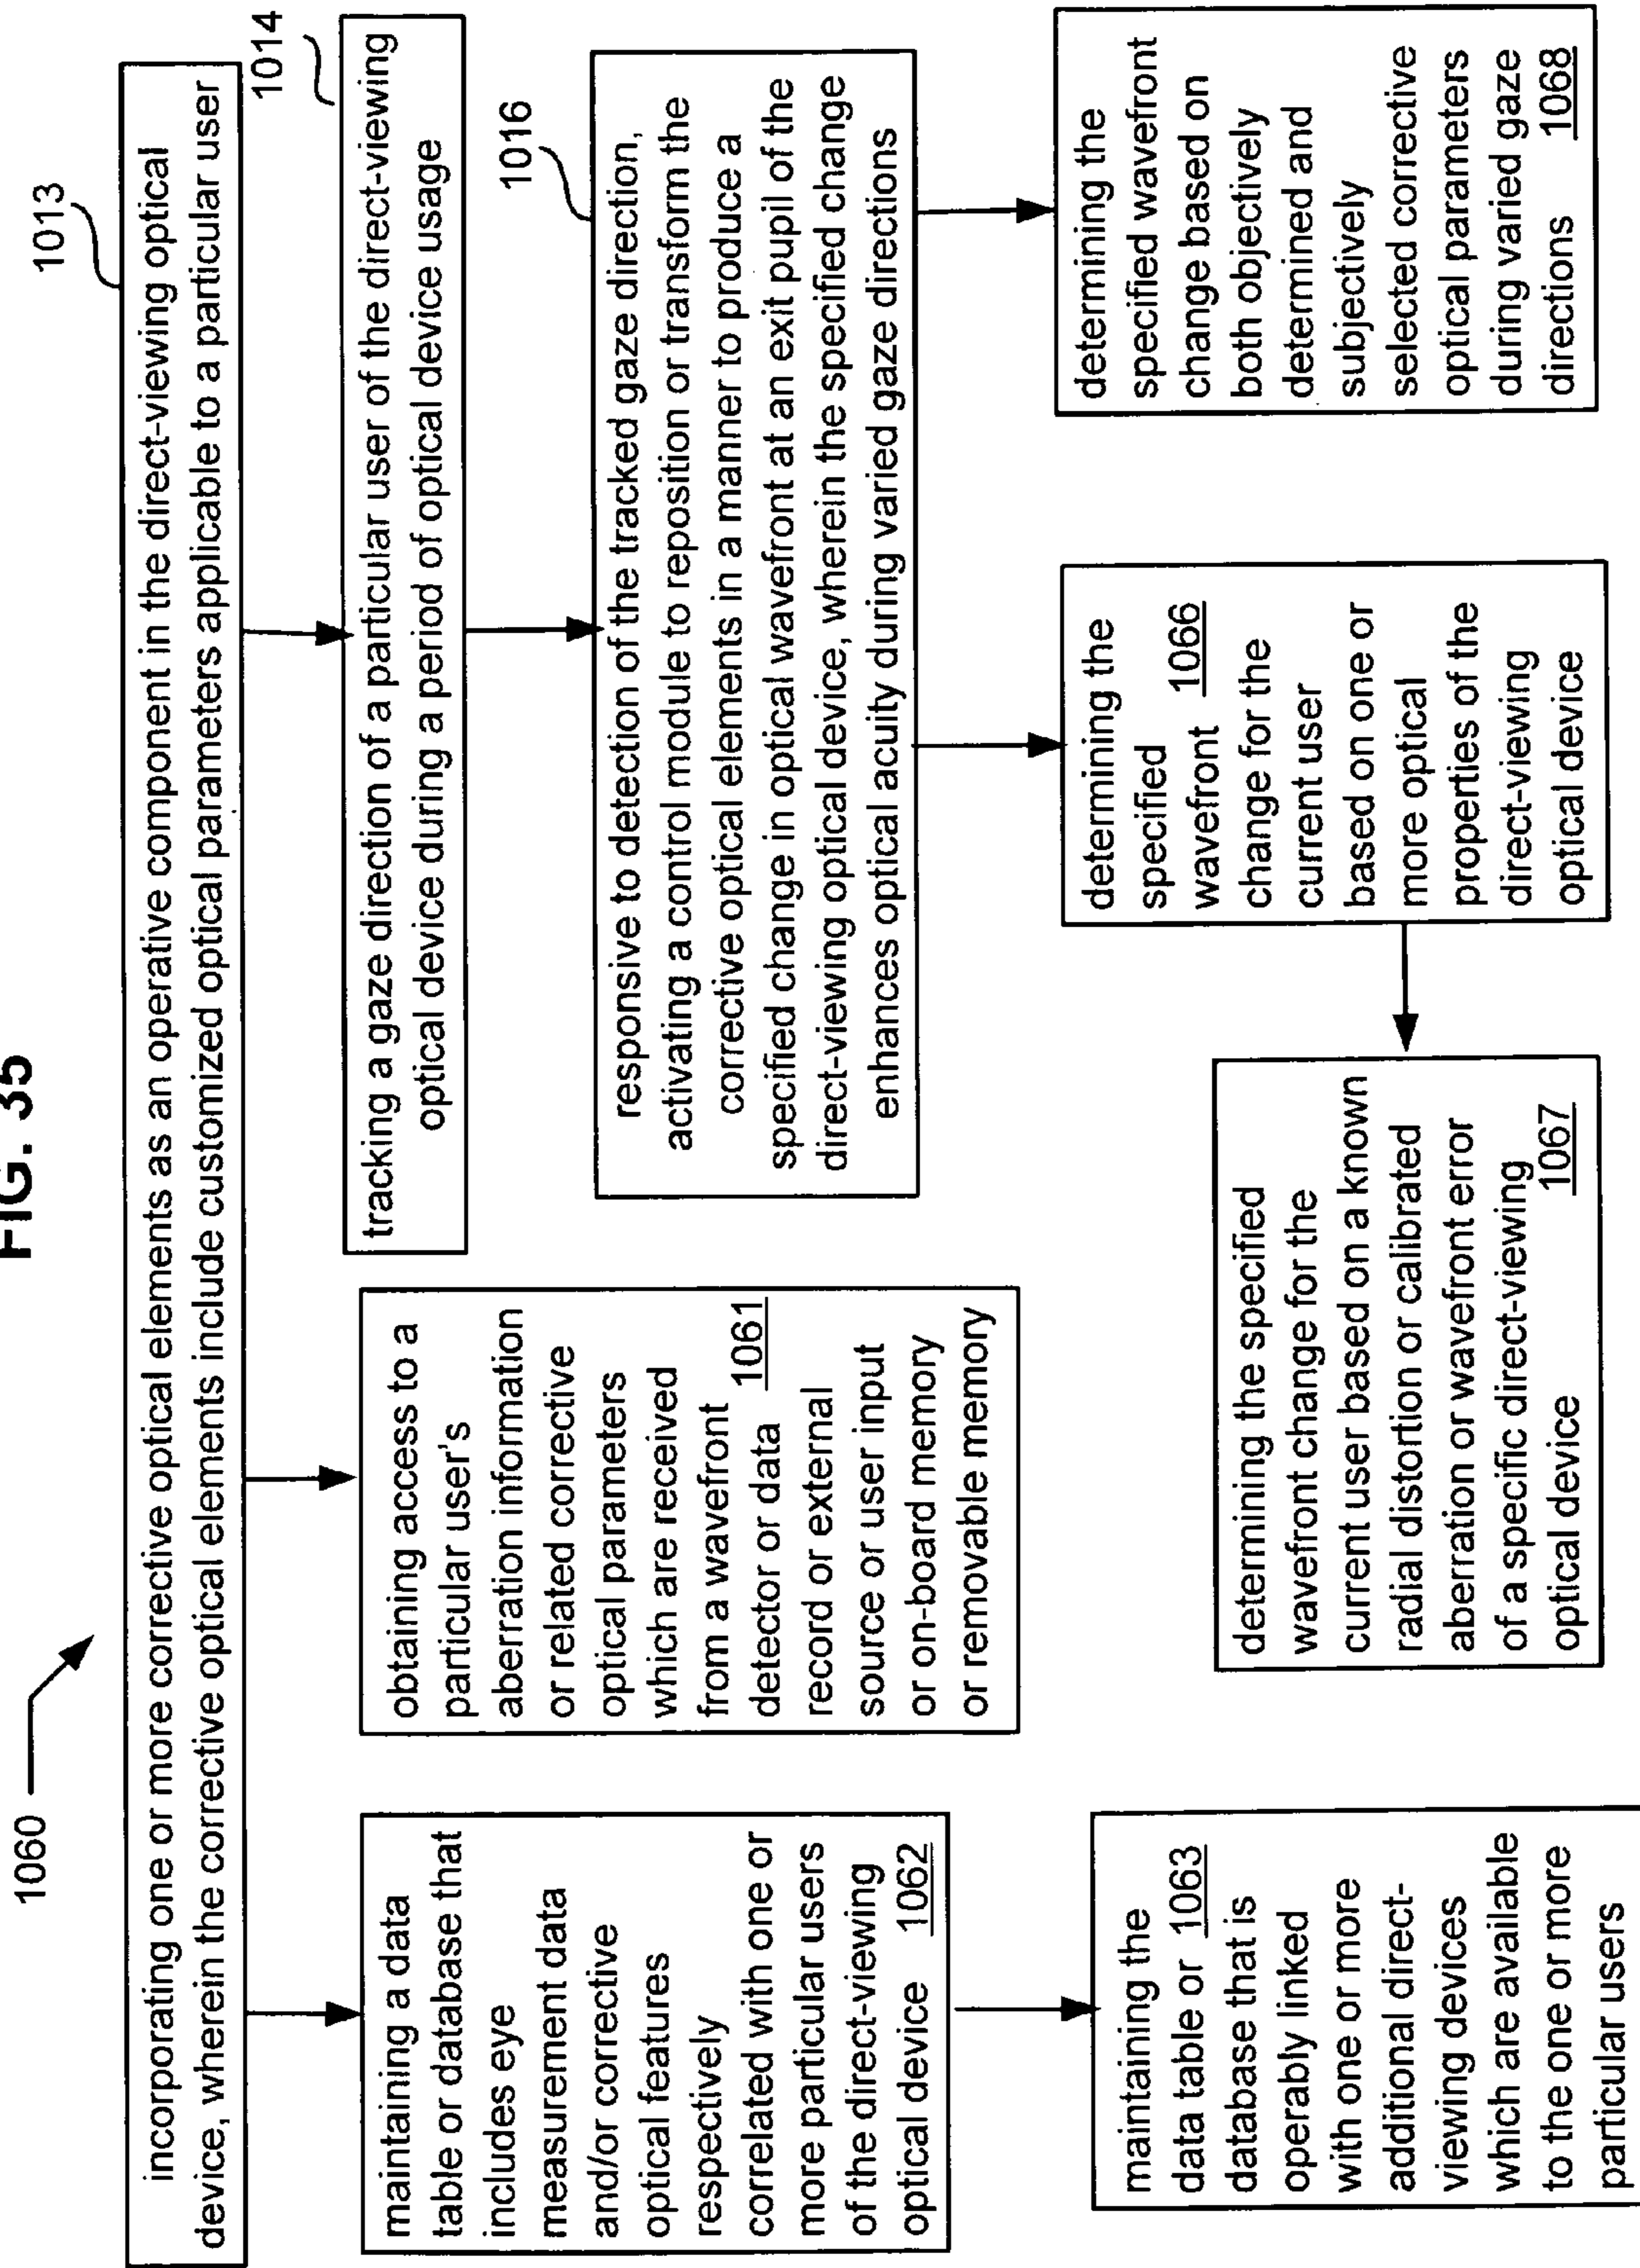 FIG. 35
1060
1013
incorporating one or more corrective optical elements as an operative component in the direct-viewing optical
device, wherein the corrective optical elements include customized optical parameters applicable to a particular user
1014
tracking a gaze direction of a particular user of the direct-viewing
optical device during a period of optical device usage
1016
responsive to detection of the tracked gaze direction,
activating a control module to reposition or transform the
corrective optical elements in a manner to produce a
specified change in optical wavefront at an exit pupil of the
direct-viewing optical device, wherein the specified change
enhances optical acuity during varied gaze directions
maintaining a data
table or database that
includes eye
measurement data
and/or corrective
optical features
respectively
correlated with one or
more particular users
of the direct-viewing
optical device 1062
obtaining access to a
particular user's
aberration information
or related corrective
optical parameters
which are received
from a wavefront
detector or data 1061
record or external
source or user input
or on-board memory
or removable memory
maintaining the
data table or 1063
database that is
operably linked
with one or more
additional direct-
viewing devices
which are available
to the one or more
particular users
determining the specified
wavefront change for the
current user based on a known
radial distortion or calibrated
aberration or wavefront error
of a specific direct-viewing
optical device 1067
determining the
specified
wavefront 1066
change for the
current user
based on one or
more optical
properties of the
direct-viewing
optical device
determining the
specified wavefront
change based on
both objectively
determined and
subjectively
selected corrective
optical parameters
during varied gaze
directions 1068